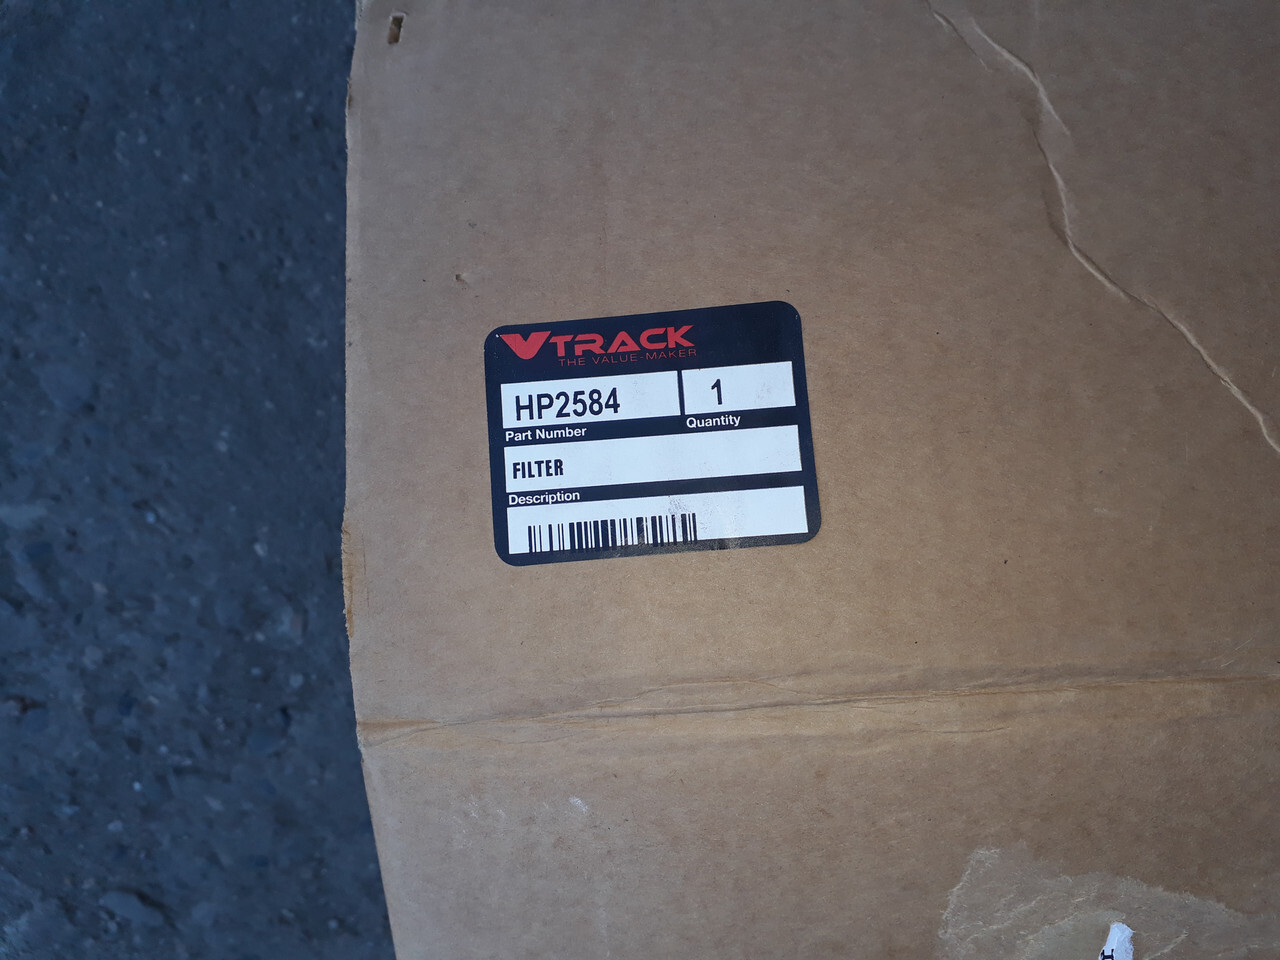 VTRACK
THE VALUE-MAKER
HP2584 1
Part Number Quantity
FILTER
Description